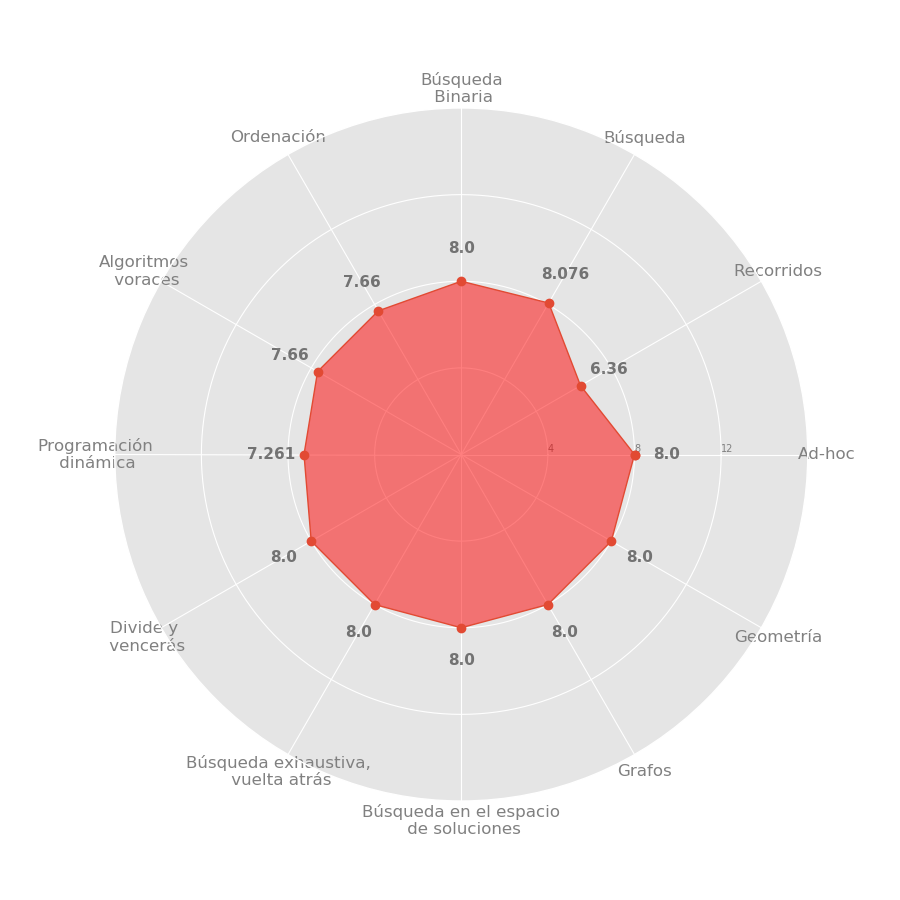 Búsqueda
Binaria
Ordenación
Búsqueda
8.0
Algoritmos
voraces
7.66
8.076
Recorridos
7.66
6.36
Programación
dinámica
7.261
4
8
12
8.0
Ad-hoc
8.0
8.0
Divide y
vencerás
8.0
8.0
8.0
Geometría
Búsqueda exhaustiva,
vuelta atrás
Grafos
Búsqueda en el espacio
de soluciones